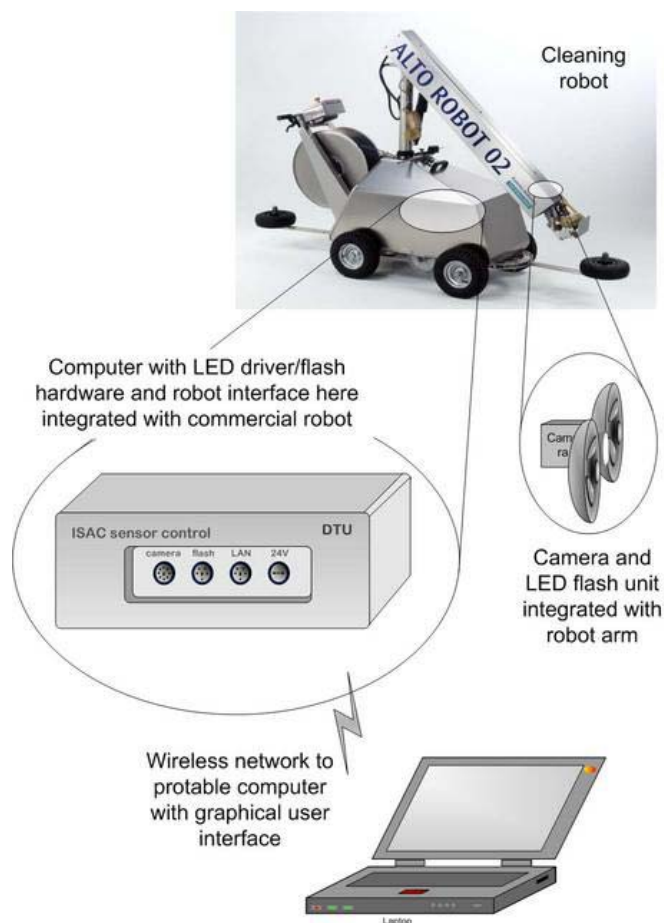 Cleaning
robot
ALTO ROBOT 02
Computer with LED driver/flash
hardware and robot interface here
integrated with commercial robot
ISAC sensor control
DTU
camera flash LAN 24V
Camera and
LED flash unit
integrated with
robot arm
Wireless network to
protable computer
with graphical user
interface
Laptop